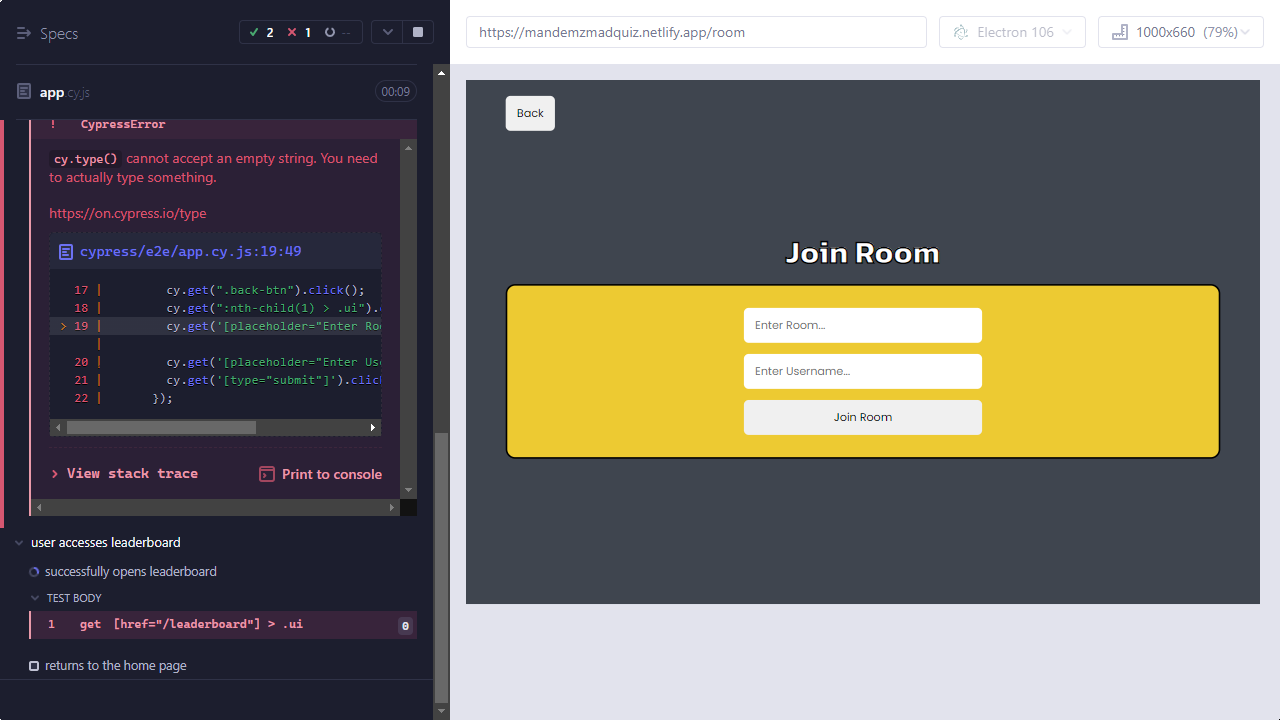 Specs
2
1
--
app.cy.js
00:09
! CypressError
cy.type() cannot accept an empty string. You need
to actually type something.
https://on.cypress.io/type
cypress/e2e/app.cy.js:19:49
17 | cy.get(".back-btn").click();
18 | cy.get(":nth-child(1) > .ui").
> 19 | cy.get('[placeholder="Enter Roo
|
20 | cy.get('[placeholder="Enter Use
21 | cy.get('[type="submit"]').click
22 | });
> View stack trace
Print to console
user accesses leaderboard
successfully opens leaderboard
TEST BODY
1 get [href="/leaderboard"] > .ui 0
returns to the home page
https://mandemzmadquiz.netlify.app/room
Electron 106
1000x660 (79%)
Back
Join Room
Enter Room...
Enter Username...
Join Room